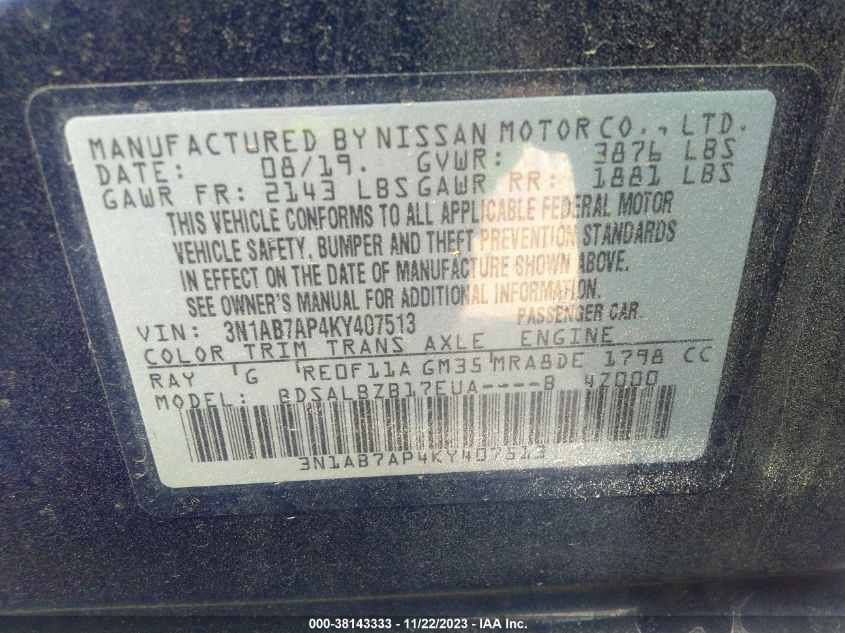 MANUFACTURED BY NISSAN MOTOR CO., LTD.
DATE: 08/19. GVWR: 3876 LBS
GAWR FR: 2143 LBS GAWR RR: 1881 LBS
THIS VEHICLE CONFORMS TO ALL APPLICABLE FEDERAL MOTOR
VEHICLE SAFETY, BUMPER AND THEFT PREVENTION STANDARDS
IN EFFECT ON THE DATE OF MANUFACTURE SHOWN ABOVE.
SEE OWNER'S MANUAL FOR ADDITIONAL INFORMATION.
VIN: 3N1AB7AP4KY407513 PASSENGER CAR
COLOR TRIM TRANS AXLE ENGINE
RAY G RE0F11A GM35 MRA8DE 1798 CC
MODEL: BDSALBZB17EUA----B 47000
3N1AB7AP4KY407513
000-38143333 - 11/22/2023 - IAA Inc.